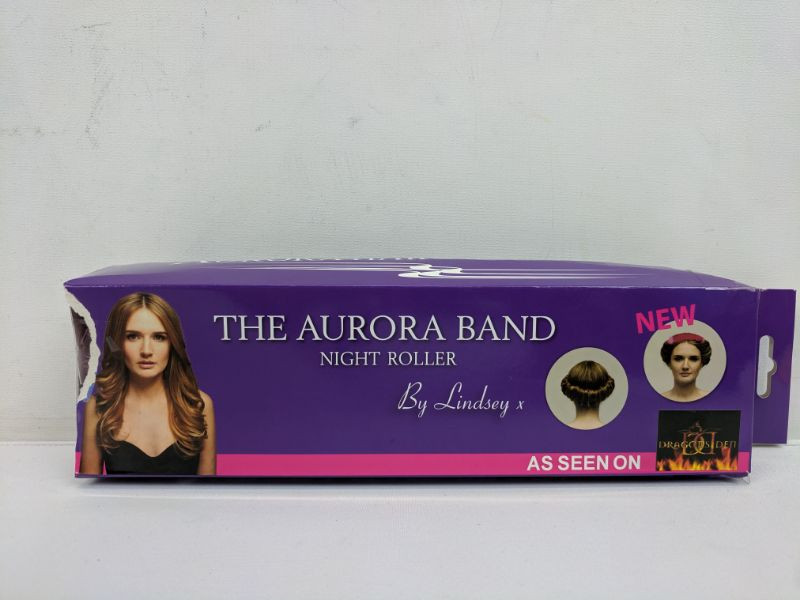 THE AURORA BAND
NIGHT ROLLER
By Lindsey x
NEW
AS SEEN ON
DRAGONS' DEN